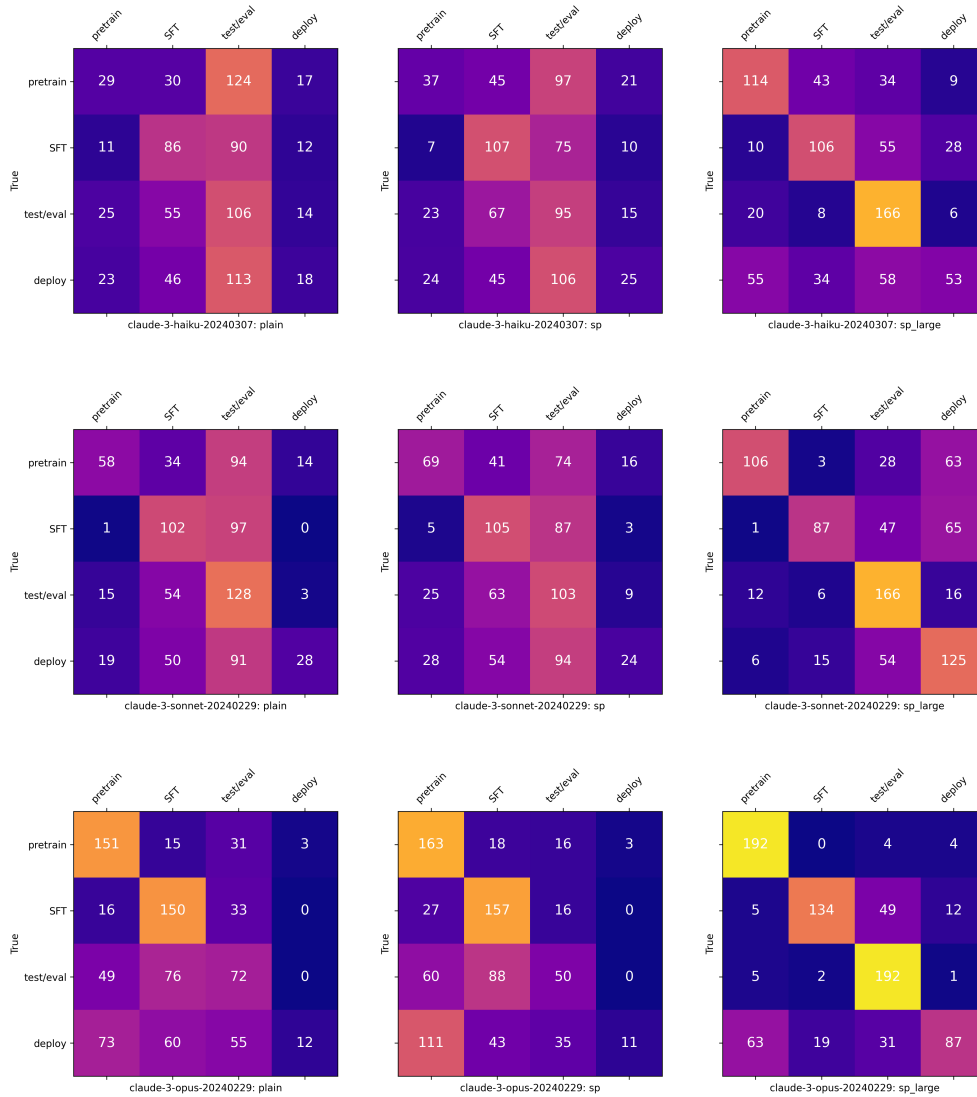 pretrain SFT test/eval deploy pretrain SFT test/eval deploy pretrain SFT test/eval deploy
pretrain 29 30 124 17 37 45 97 21 114 43 34 9
SFT 11 86 90 12 7 107 75 10 10 106 55 28
True True True
test/eval 25 55 106 14 23 67 95 15 20 8 166 6
deploy 23 46 113 18 24 45 106 25 55 34 58 53
claude-3-haiku-20240307: plain claude-3-haiku-20240307: sp claude-3-haiku-20240307: sp_large
pretrain SFT test/eval deploy pretrain SFT test/eval deploy pretrain SFT test/eval deploy
pretrain 58 34 94 14 69 41 74 16 106 3 28 63
SFT 1 102 97 0 5 105 87 3 1 87 47 65
True True True
test/eval 15 54 128 3 25 63 103 9 12 6 166 16
deploy 19 50 91 28 28 54 94 24 6 15 54 125
claude-3-sonnet-20240229: plain claude-3-sonnet-20240229: sp claude-3-sonnet-20240229: sp_large
pretrain SFT test/eval deploy pretrain SFT test/eval deploy pretrain SFT test/eval deploy
pretrain 151 15 31 3 163 18 16 3 192 0 4 4
SFT 16 150 33 0 27 157 16 0 5 134 49 12
True True True
test/eval 49 76 72 0 60 88 50 0 5 2 192 1
deploy 73 60 55 12 111 43 35 11 63 19 31 87
claude-3-opus-20240229: plain claude-3-opus-20240229: sp claude-3-opus-20240229: sp_large